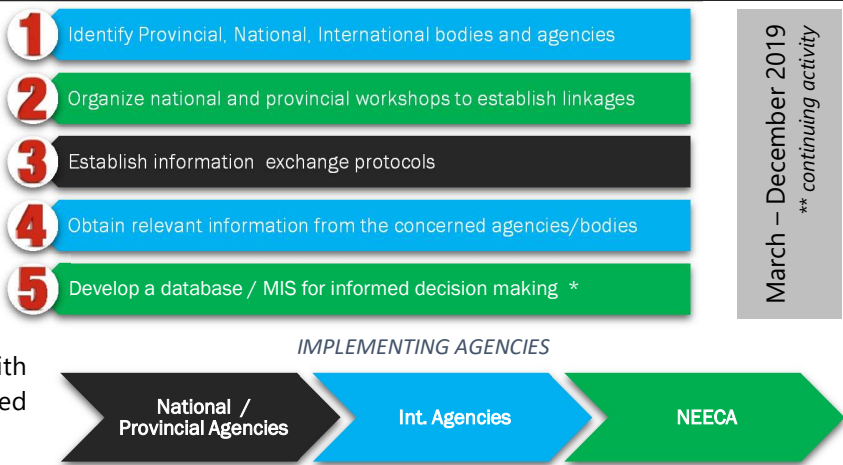 1 Identify Provincial, National, International bodies and agencies
2 Organize national and provincial workshops to establish linkages
3 Establish information exchange protocols
4 Obtain relevant information from the concerned agencies/bodies
5 Develop a database / MIS for informed decision making *
March – December 2019
** continuing activity
IMPLEMENTING AGENCIES
ith
ed
National /
Provincial Agencies
Int. Agencies
NEECA